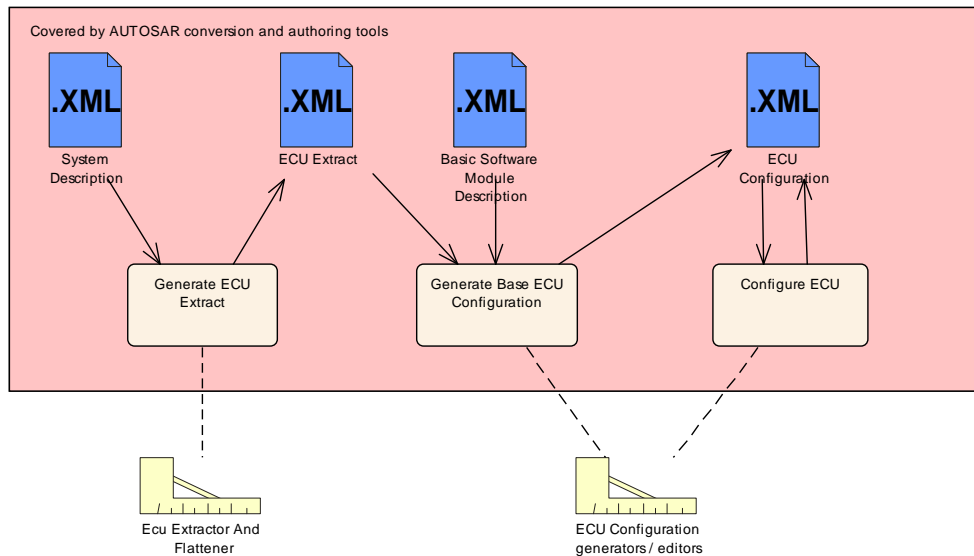 Covered by AUTOSAR conversion and authoring tools
.XML
System
Description
.XML
ECU Extract
.XML
Basic Software
Module
Description
.XML
ECU
Configuration
Generate ECU
Extract
Generate Base ECU
Configuration
Configure ECU
Ecu Extractor And
Flattener
ECU Configuration
generators / editors